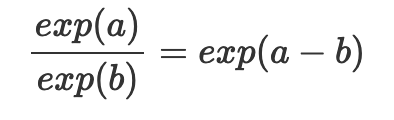 exp(a)
exp(b)
= exp(a − b)